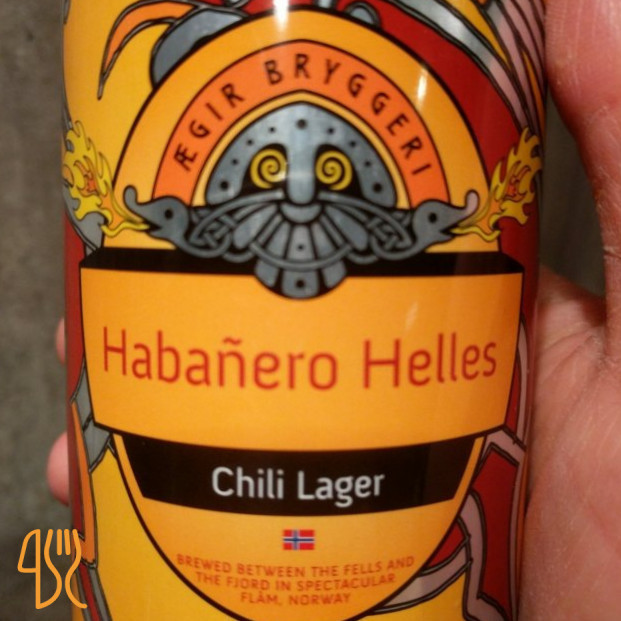 ÆGIR BRYGGERI
Habañero Helles
Chili Lager
BREWED BETWEEN THE FELLS AND
THE FJORD IN SPECTACULAR
FLÅM, NORWAY